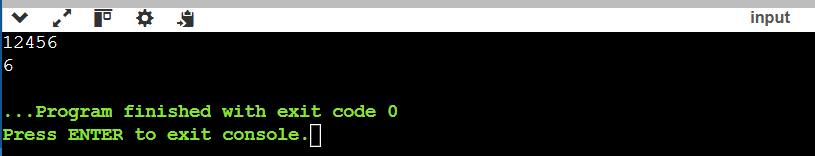 input
12456
6
...Program finished with exit code 0
Press ENTER to exit console.